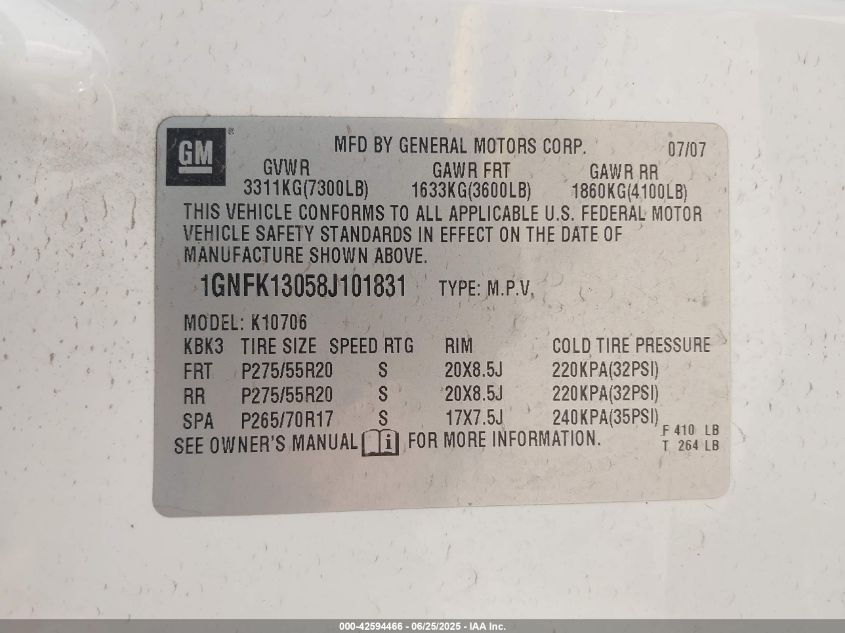 GM
MFD BY GENERAL MOTORS CORP. 07/07
GVWR GAWR FRT GAWR RR
3311KG(7300LB) 1633KG(3600LB) 1860KG(4100LB)
THIS VEHICLE CONFORMS TO ALL APPLICABLE U.S. FEDERAL MOTOR
VEHICLE SAFETY STANDARDS IN EFFECT ON THE DATE OF
MANUFACTURE SHOWN ABOVE.
1GNFK13058J101831 TYPE: M.P.V.
MODEL: K10706
KBK3 TIRE SIZE SPEED RTG RIM COLD TIRE PRESSURE
FRT P275/55R20 S 20X8.5J 220KPA(32PSI)
RR P275/55R20 S 20X8.5J 220KPA(32PSI)
SPA P265/70R17 S 17X7.5J 240KPA(35PSI)
F 410 LB
SEE OWNER'S MANUAL i FOR MORE INFORMATION.
T 264 LB
000-42594466 - 06/25/2025 - IAA Inc.